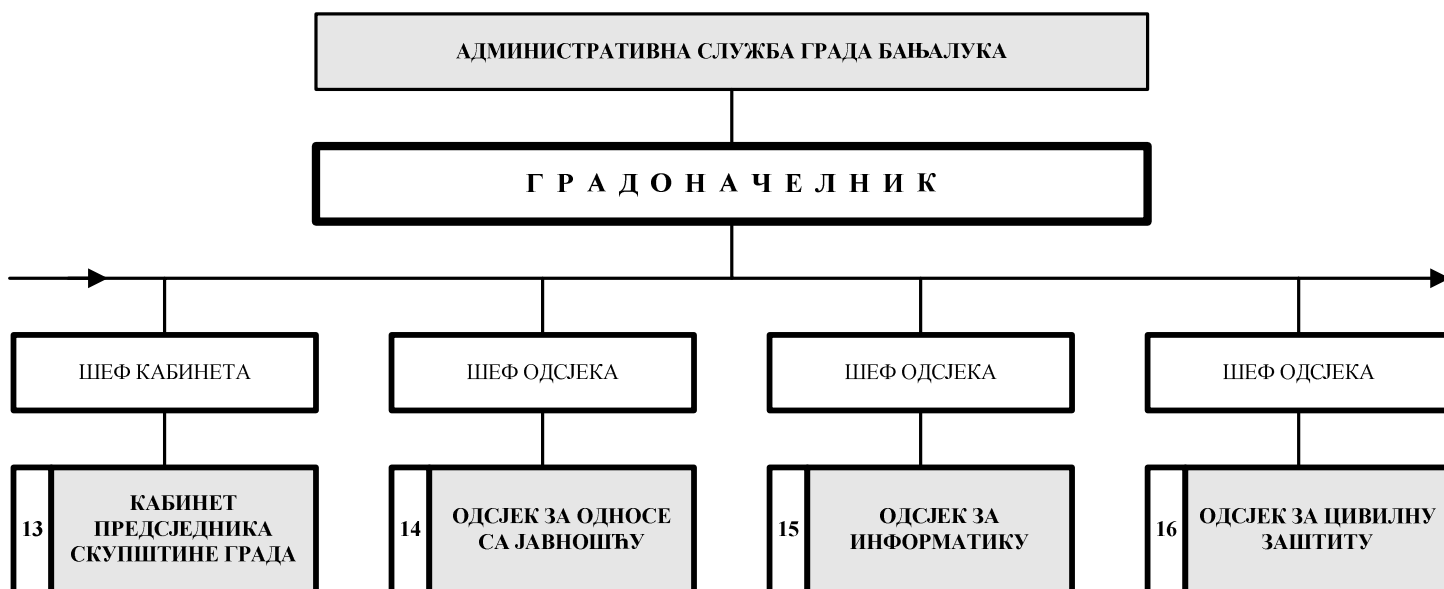 АДМИНИСТРАТИВНА СЛУЖБА ГРАДА БАЊАЛУКА
Г Р А Д О Н А Ч Е Л Н И К
ШЕФ КАБИНЕТА
ШЕФ ОДСЈЕКА
ШЕФ ОДСЈЕКА
ШЕФ ОДСЈЕКА
13
КАБИНЕТ
ПРЕДСЈЕДНИКА
СКУПШТИНЕ ГРАДА
14
ОДСЈЕК ЗА ОДНОСЕ
СА ЈАВНОШЋУ
15
ОДСЈЕК ЗА
ИНФОРМАТИКУ
16
ОДСЈЕК ЗА ЦИВИЛНУ
ЗАШТИТУ